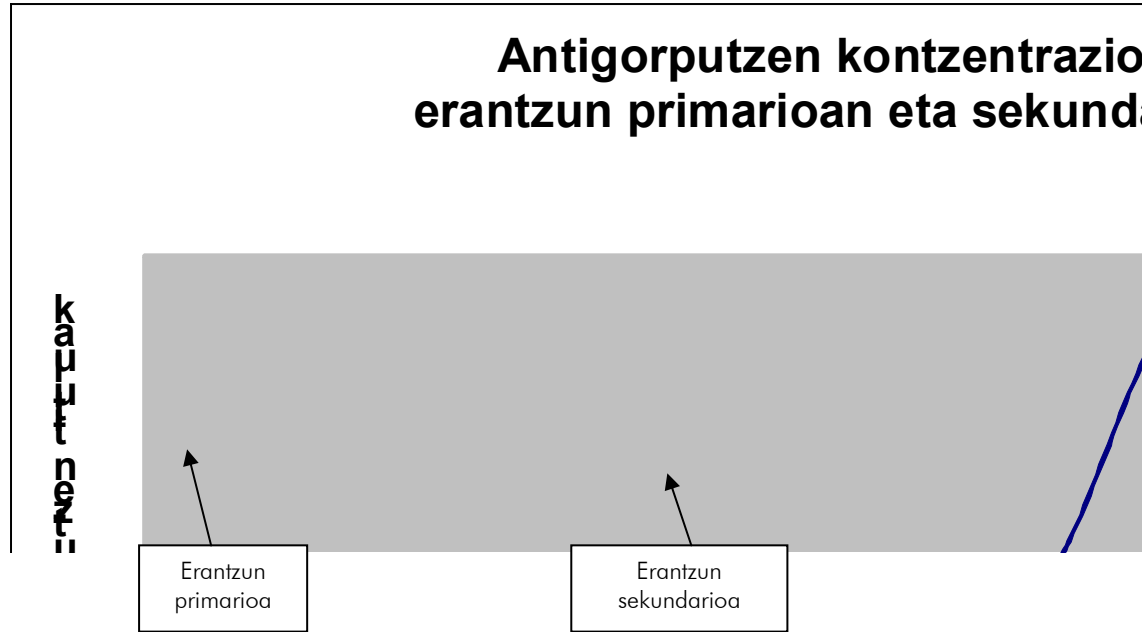 Antigorputzen kontzentrazio
erantzun primarioan eta sekunda
Erantzun
primarioa
Erantzun
sekundarioa